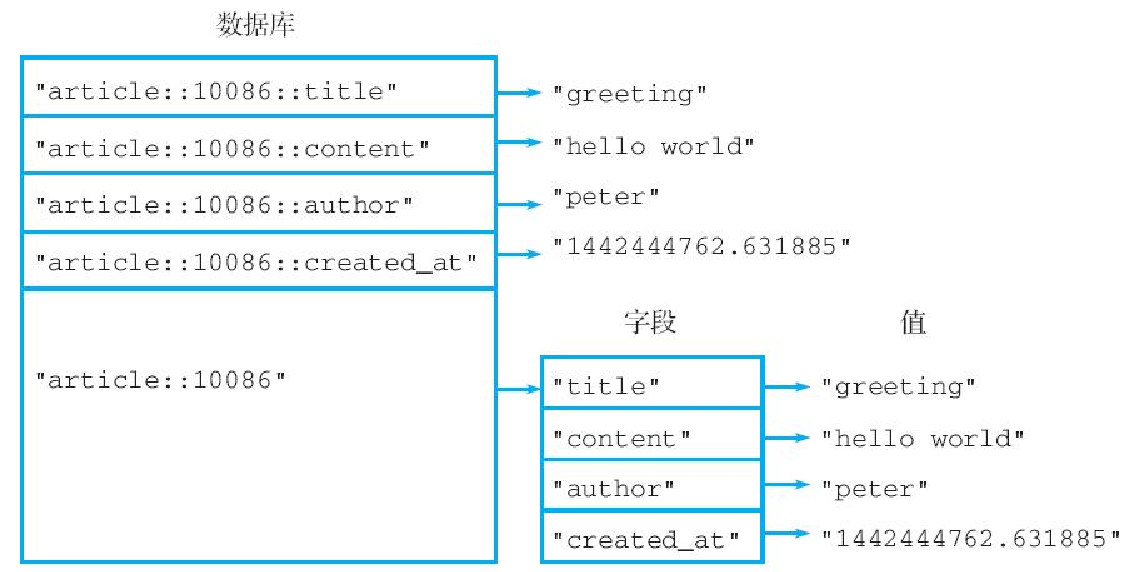 数据库
"article::10086::title"
"greeting"
"article::10086::content"
"hello world"
"article::10086::author"
"peter"
"article::10086::created_at"
"1442444762.631885"
字段 值
"article::10086"
"title"
"greeting"
"content"
"hello world"
"author"
"peter"
"created_at"
"1442444762.631885"